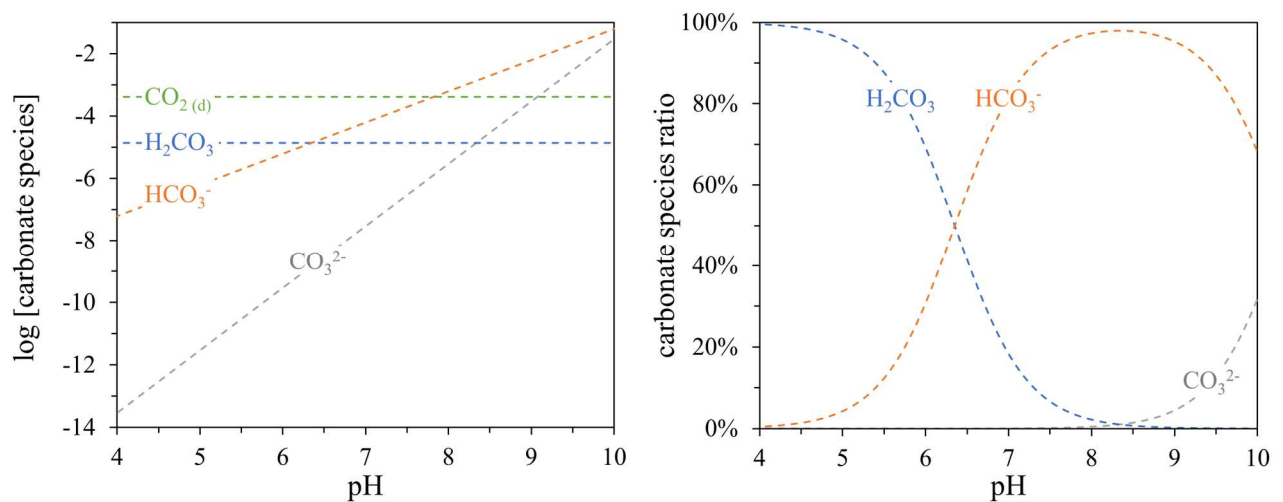 log [carbonate species]
-2
-4
-6
-8
-10
-12
-14
CO₂ (d)
H₂CO₃
HCO₃⁻
CO₃²⁻
4 5 6 7 8 9 10
pH
carbonate species ratio
100%
80%
60%
40%
20%
0%
H₂CO₃ HCO₃⁻
CO₃²⁻
4 5 6 7 8 9 10
pH